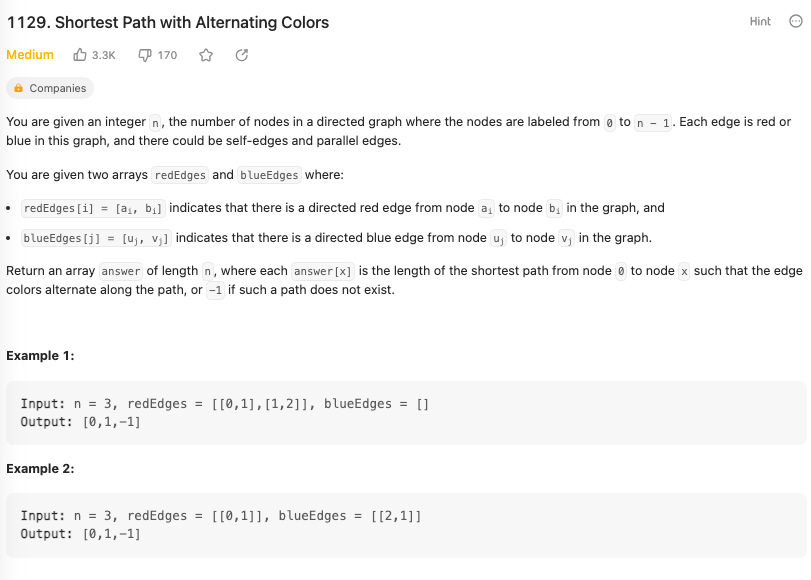 1129. Shortest Path with Alternating Colors
Hint
Medium 3.3K 170
Companies
You are given an integer n, the number of nodes in a directed graph where the nodes are labeled from 0 to n - 1. Each edge is red or
blue in this graph, and there could be self-edges and parallel edges.
You are given two arrays redEdges and blueEdges where:
• redEdges[i] = [aᵢ, bᵢ] indicates that there is a directed red edge from node aᵢ to node bᵢ in the graph, and
• blueEdges[j] = [uⱼ, vⱼ] indicates that there is a directed blue edge from node uⱼ to node vⱼ in the graph.
Return an array answer of length n, where each answer[x] is the length of the shortest path from node 0 to node x such that the edge
colors alternate along the path, or -1 if such a path does not exist.
Example 1:
Input: n = 3, redEdges = [[0,1],[1,2]], blueEdges = []
Output: [0,1,-1]
Example 2:
Input: n = 3, redEdges = [[0,1]], blueEdges = [[2,1]]
Output: [0,1,-1]